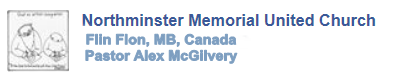 Northminster Memorial United Church
Flin Flon, MB, Canada
Pastor Alex McGilvery